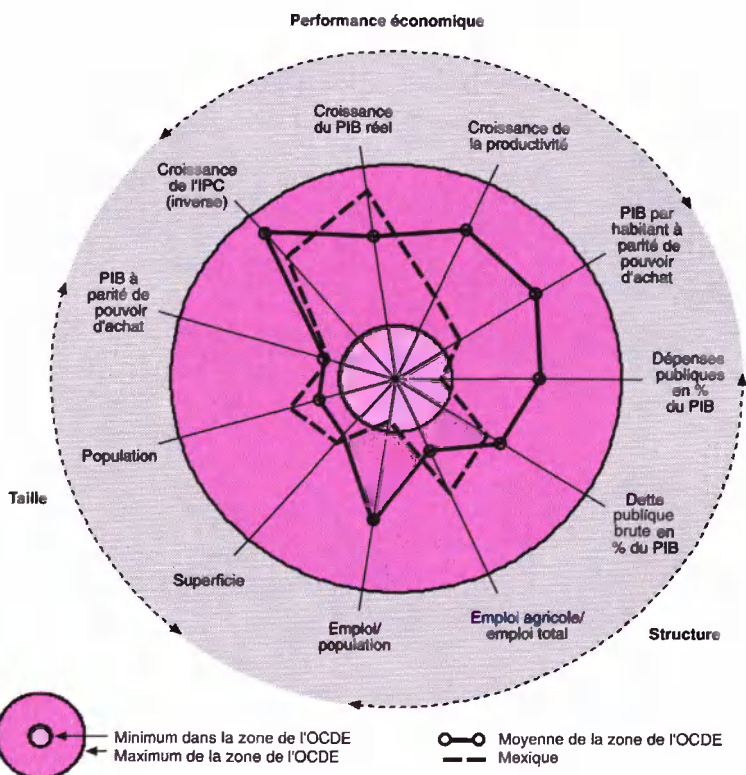 Performance économique
Croissance
du PIB réel
Croissance de
la productivité
Croissance
de l'IPC
(inverse)
PIB par
habitant à
parité de
pouvoir
d'achat
PIB à
parité de
pouvoir
d'achat
Dépenses
publiques
en %
du PIB
Population
Taille
Dette
publique
brute en
% du PIB
Superficie
Emploi/
population
Emploi agricole/
emploi total
Structure
Minimum dans la zone de l'OCDE
Maximum de la zone de l'OCDE
Moyenne de la zone de l'OCDE
Mexique